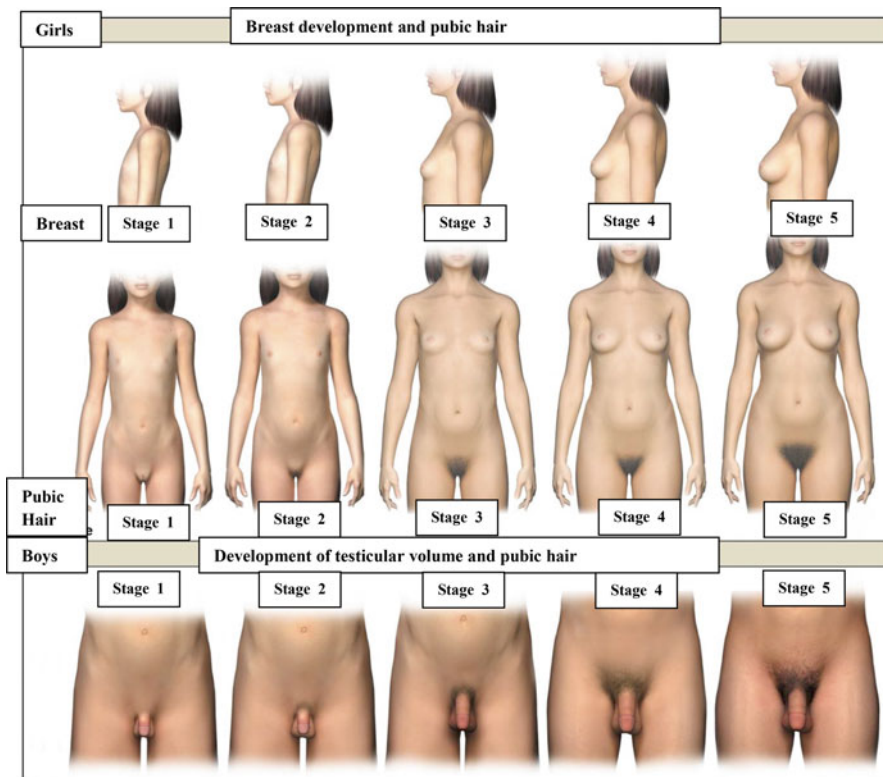 Girls
Breast development and pubic hair
Breast
Stage 1
Stage 2
Stage 3
Stage 4
Stage 5
Pubic
Hair
e
Stage 1
Stage 2
Stage 3
Stage 4
Stage 5
Boys
Development of testicular volume and pubic hair
Stage 1
Stage 2
Stage 3
Stage 4
Stage 5